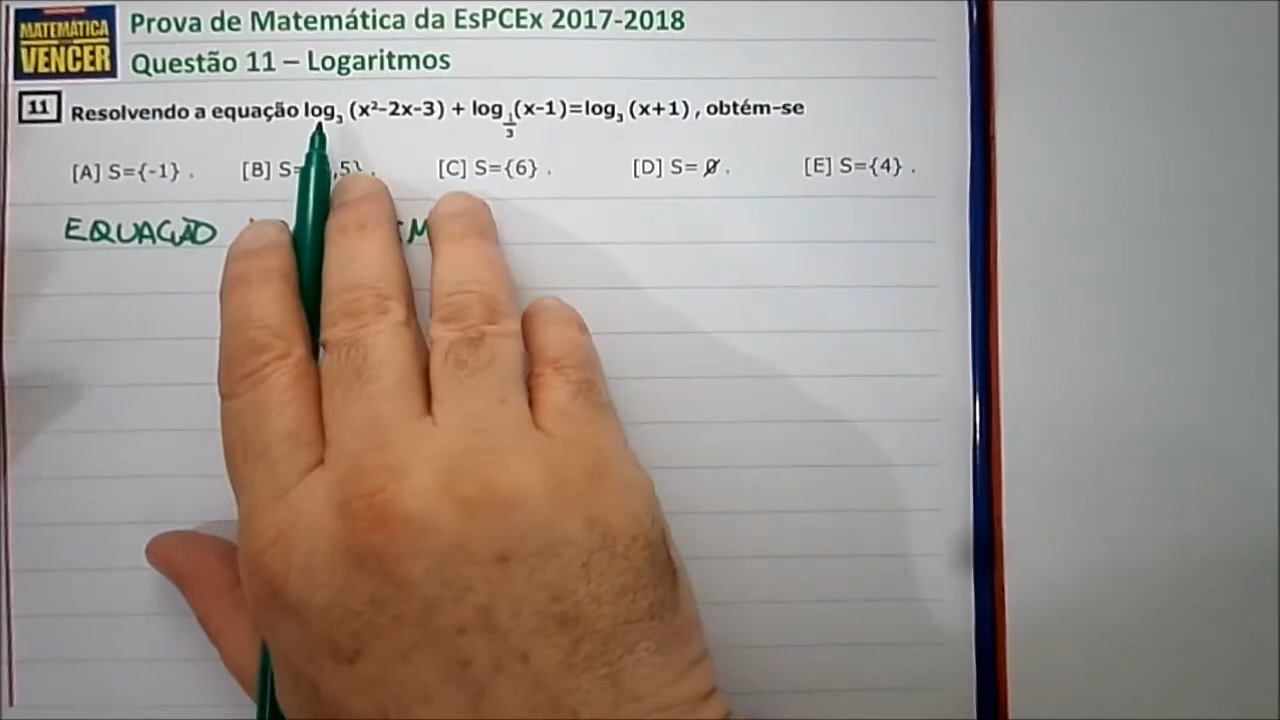 MATEMÁTICA
VENCER
Prova de Matemática da EsPCEx 2017-2018
Questão 11 – Logaritmos
11 Resolvendo a equação log₃ (x²-2x-3) + log₁/₃ (x-1)=log₃ (x+1) , obtém-se
[A] S={-1} . [B] S= ,5} . [C] S={6} . [D] S= ∅ . [E] S={4} .
EQUAÇÃO